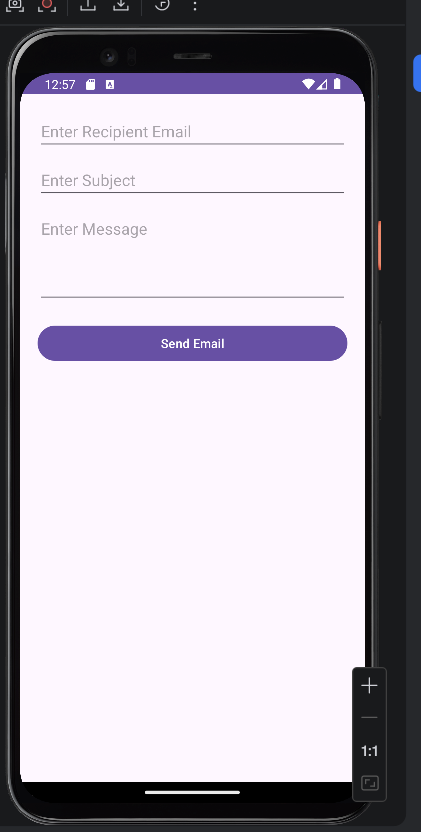 12:57
Enter Recipient Email
Enter Subject
Enter Message
Send Email
1:1